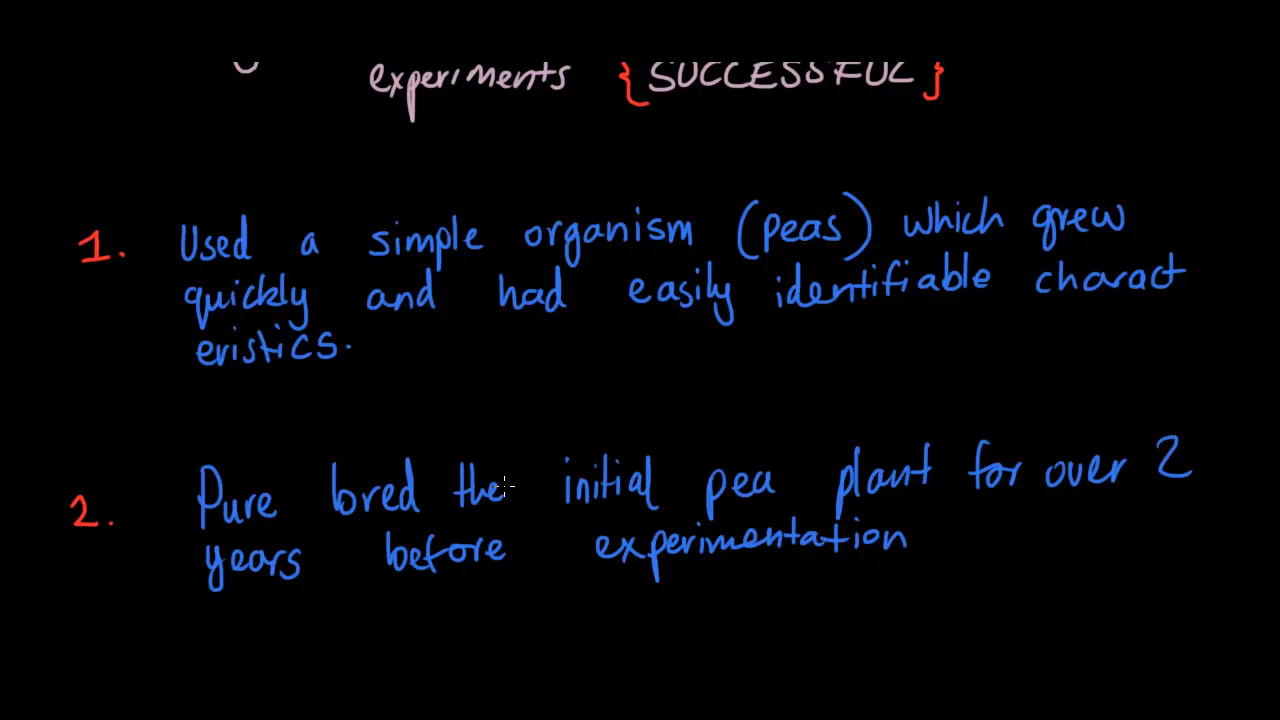 experiments {SUCCESSFUL}
1. Used a simple organism (peas) which grew
quickly and had easily identifiable charact
eristics.
2. Pure bred the initial pea plant for over 2
years before experimentation